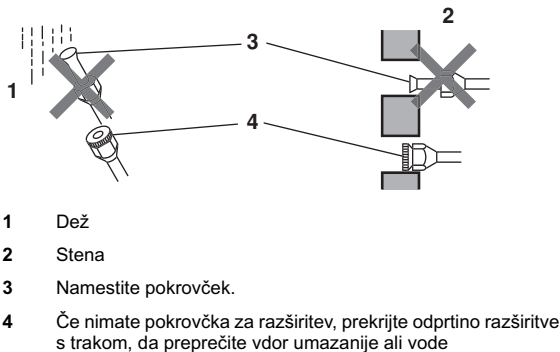 2
3
1
4
1 Dež
2 Stena
3 Namestite pokrovček.
4 Če nimate pokrovčka za razširitev, prekrijte odprtino razširitve
s trakom, da preprečite vdor umazanije ali vode